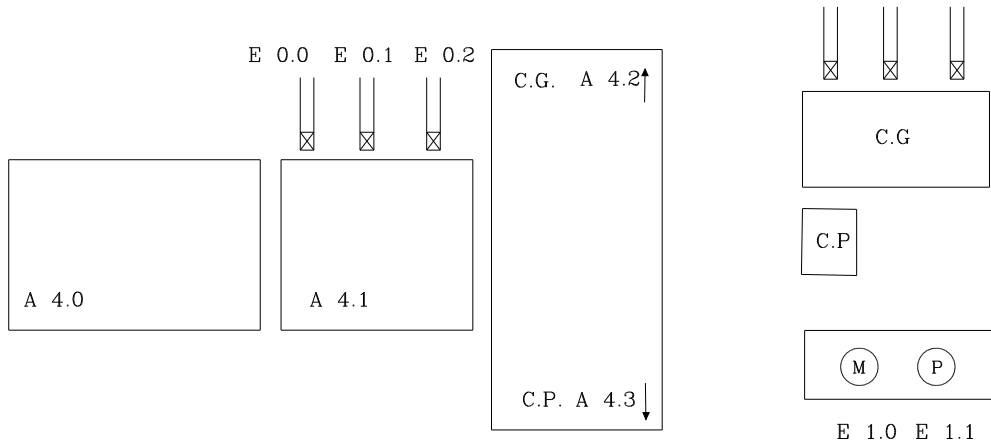 E 0.0 E 0.1 E 0.2
C.G. A 4.2
A 4.0
A 4.1
C.P. A 4.3
C.G
C.P
M P
E 1.0 E 1.1